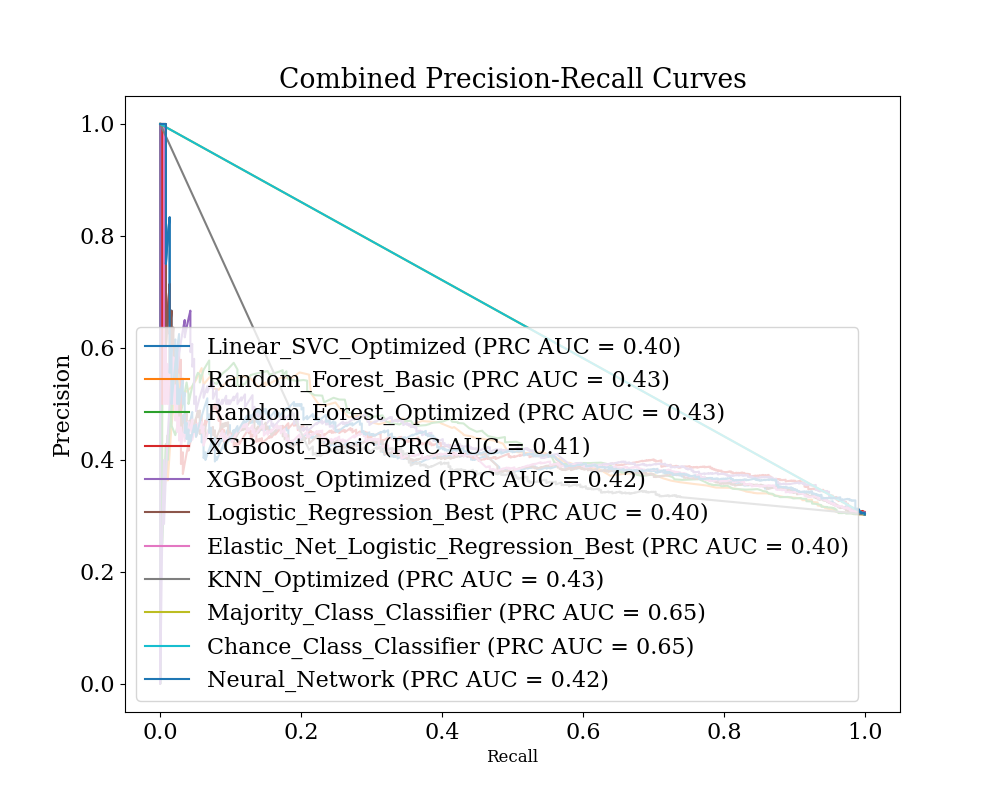 Combined Precision-Recall Curves
Precision
1.0
0.8
0.6
0.4
0.2
0.0
Linear_SVC_Optimized (PRC AUC = 0.40)
Random_Forest_Basic (PRC AUC = 0.43)
Random_Forest_Optimized (PRC AUC = 0.43)
XGBoost_Basic (PRC AUC = 0.41)
XGBoost_Optimized (PRC AUC = 0.42)
Logistic_Regression_Best (PRC AUC = 0.40)
Elastic_Net_Logistic_Regression_Best (PRC AUC = 0.40)
KNN_Optimized (PRC AUC = 0.43)
Majority_Class_Classifier (PRC AUC = 0.65)
Chance_Class_Classifier (PRC AUC = 0.65)
Neural_Network (PRC AUC = 0.42)
0.0 0.2 0.4 0.6 0.8 1.0
Recall